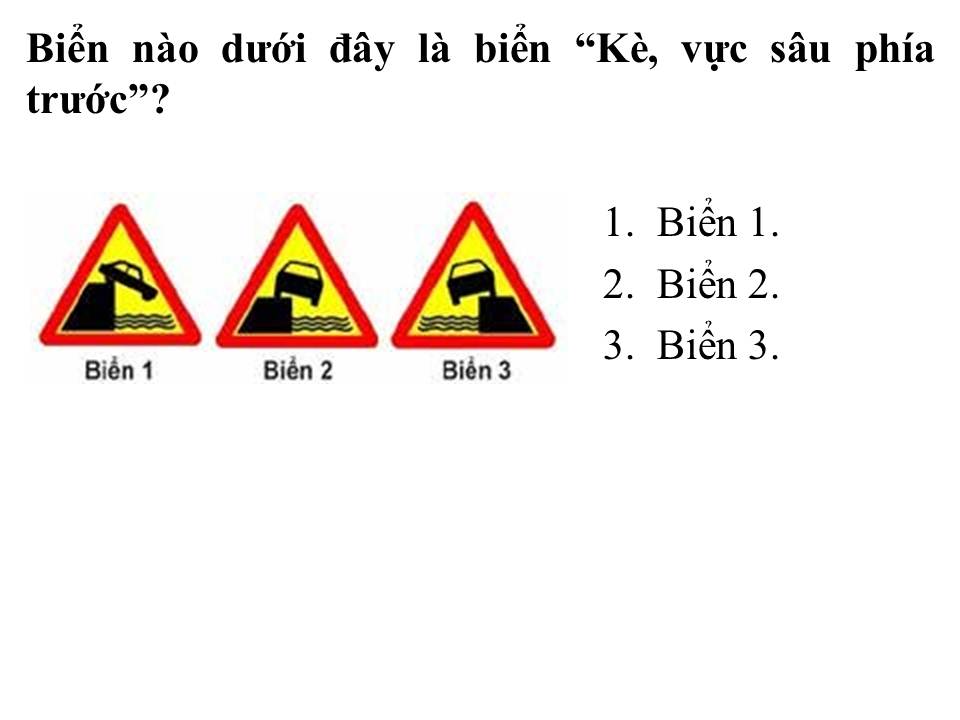 Biển nào dưới đây là biển “Kè, vực sâu phía
trước”?
1. Biển 1.
2. Biển 2.
3. Biển 3.
Biển 1
Biển 2
Biển 3